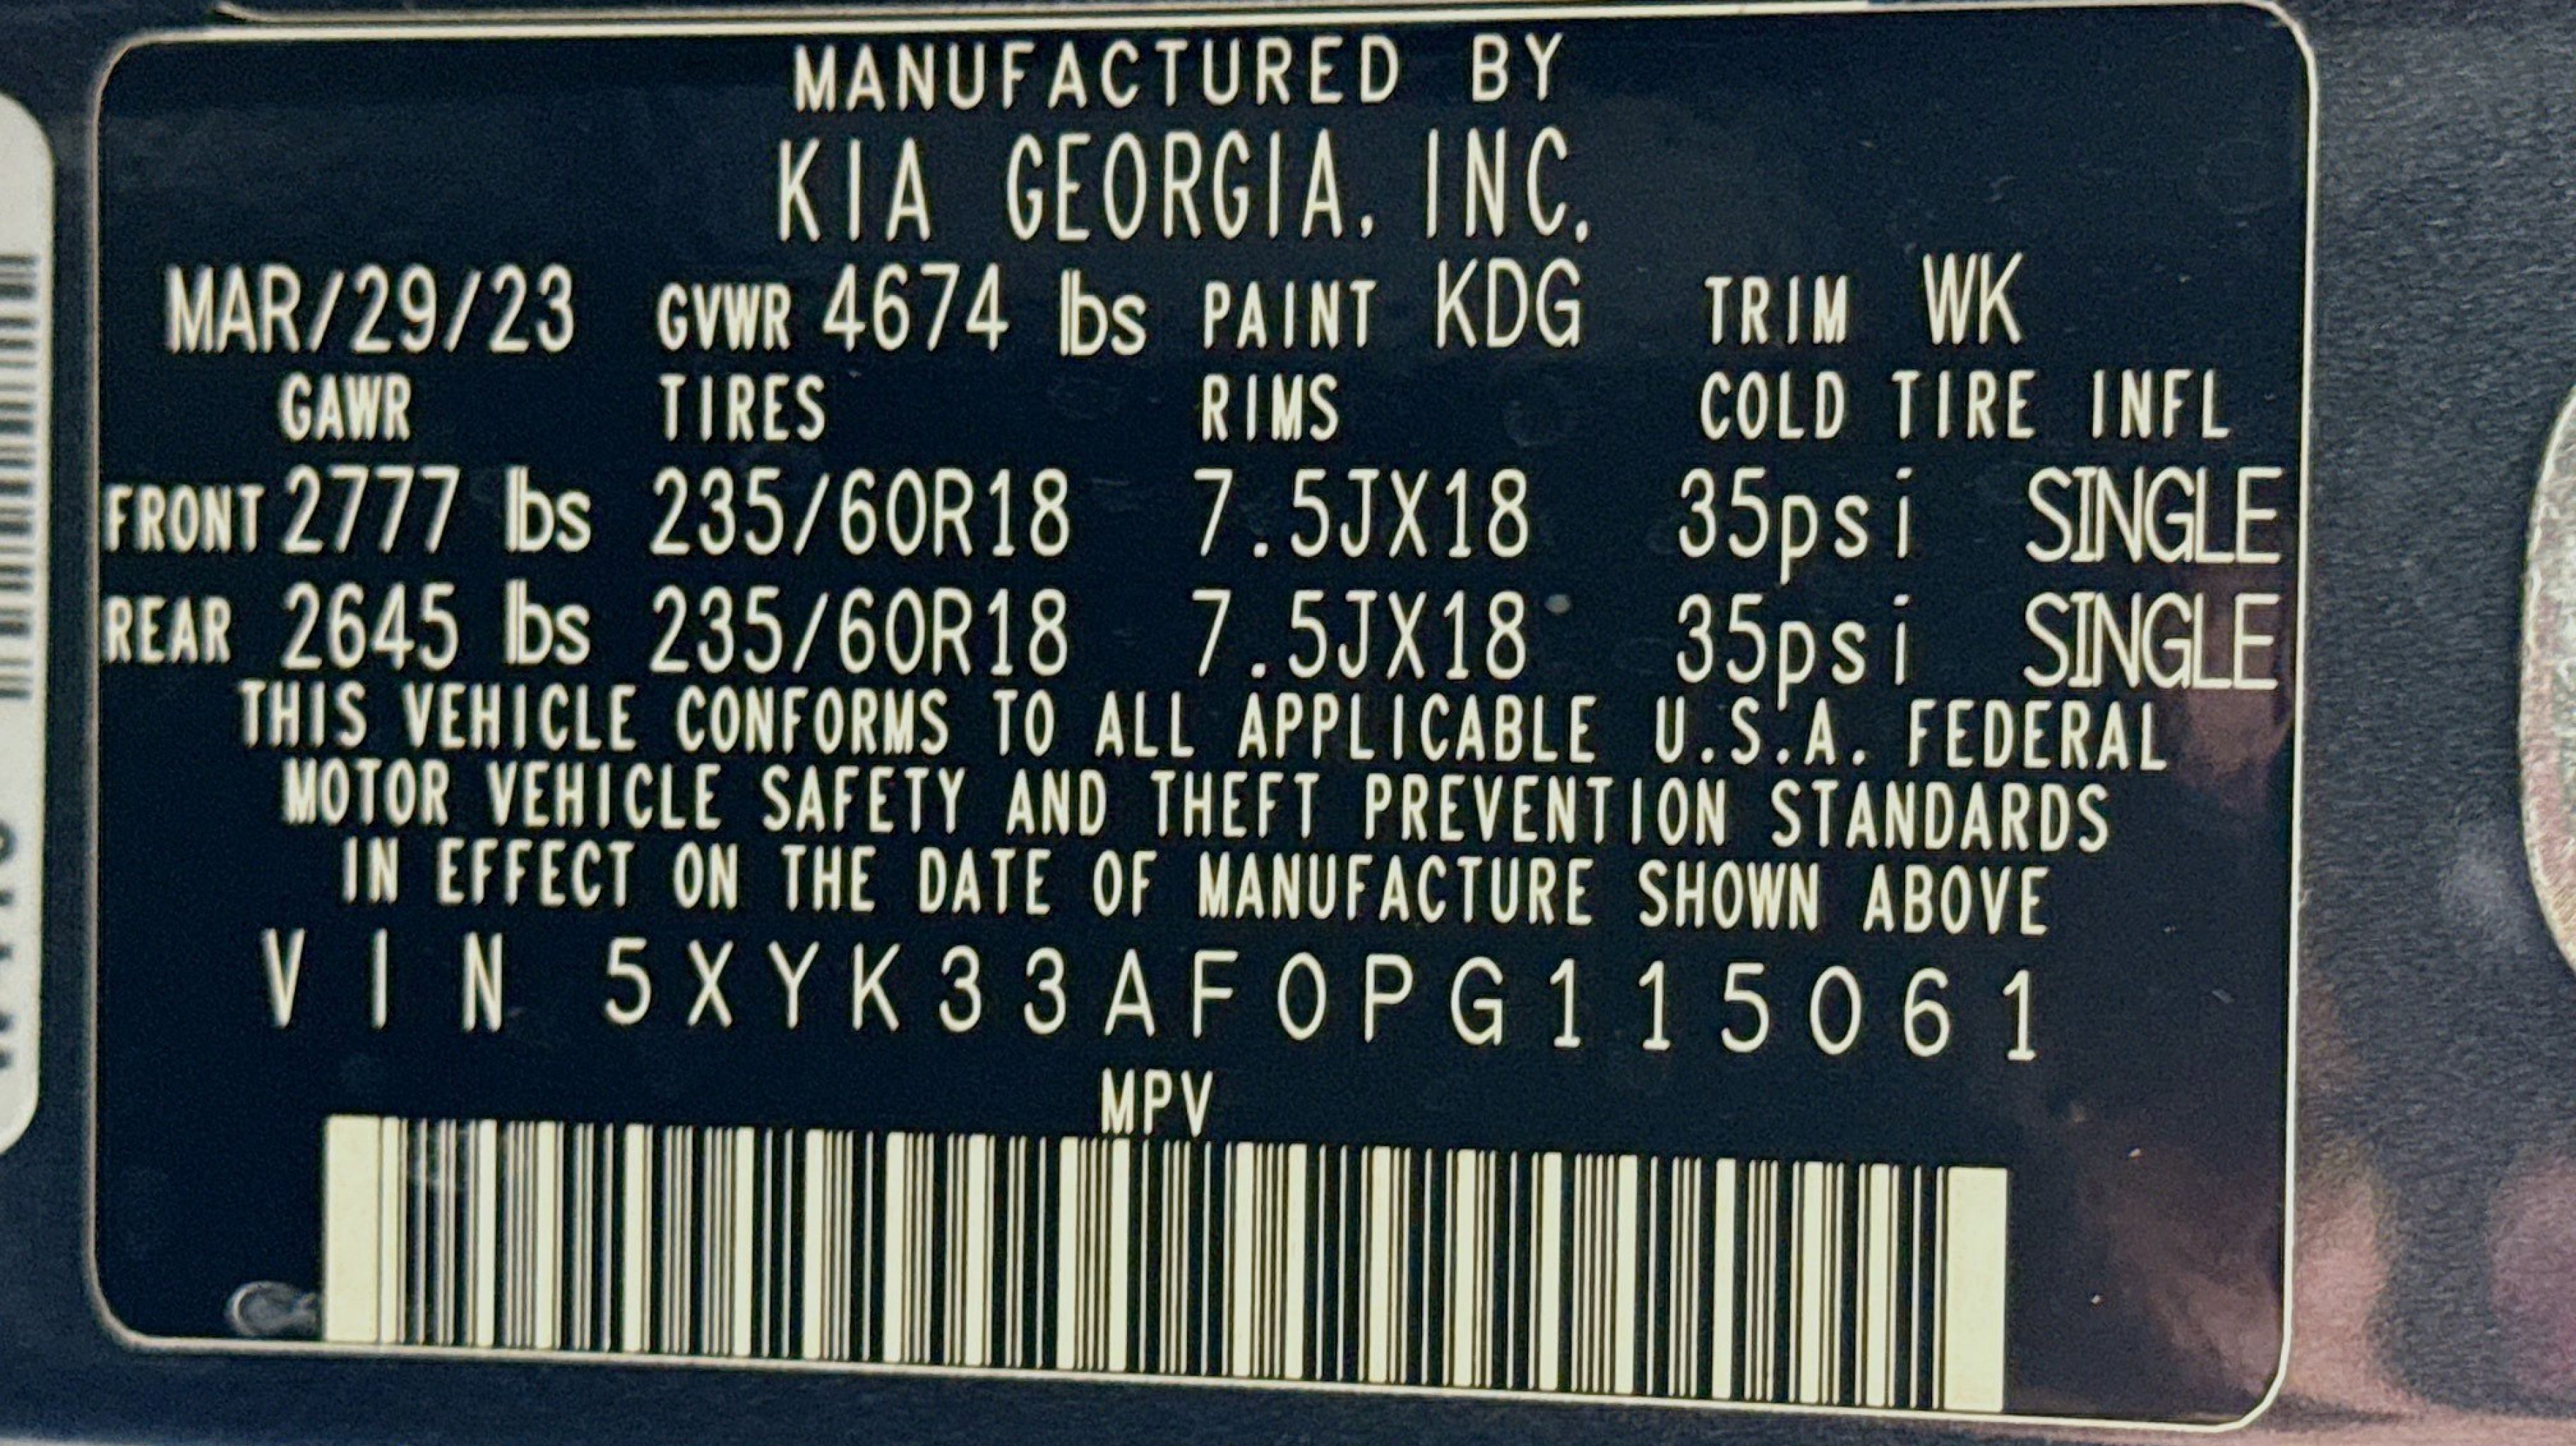 MANUFACTURED BY
KIA GEORGIA, INC.
MAR/29/23 GVWR 4674 lbs PAINT KDG TRIM WK
GAWR TIRES RIMS COLD TIRE INFL
FRONT 2777 lbs 235/60R18 7.5JX18 35psi SINGLE
REAR 2645 lbs 235/60R18 7.5JX18 35psi SINGLE
THIS VEHICLE CONFORMS TO ALL APPLICABLE U.S.A. FEDERAL
MOTOR VEHICLE SAFETY AND THEFT PREVENTION STANDARDS
IN EFFECT ON THE DATE OF MANUFACTURE SHOWN ABOVE
VIN 5XYK33AF0PG115061
MPV